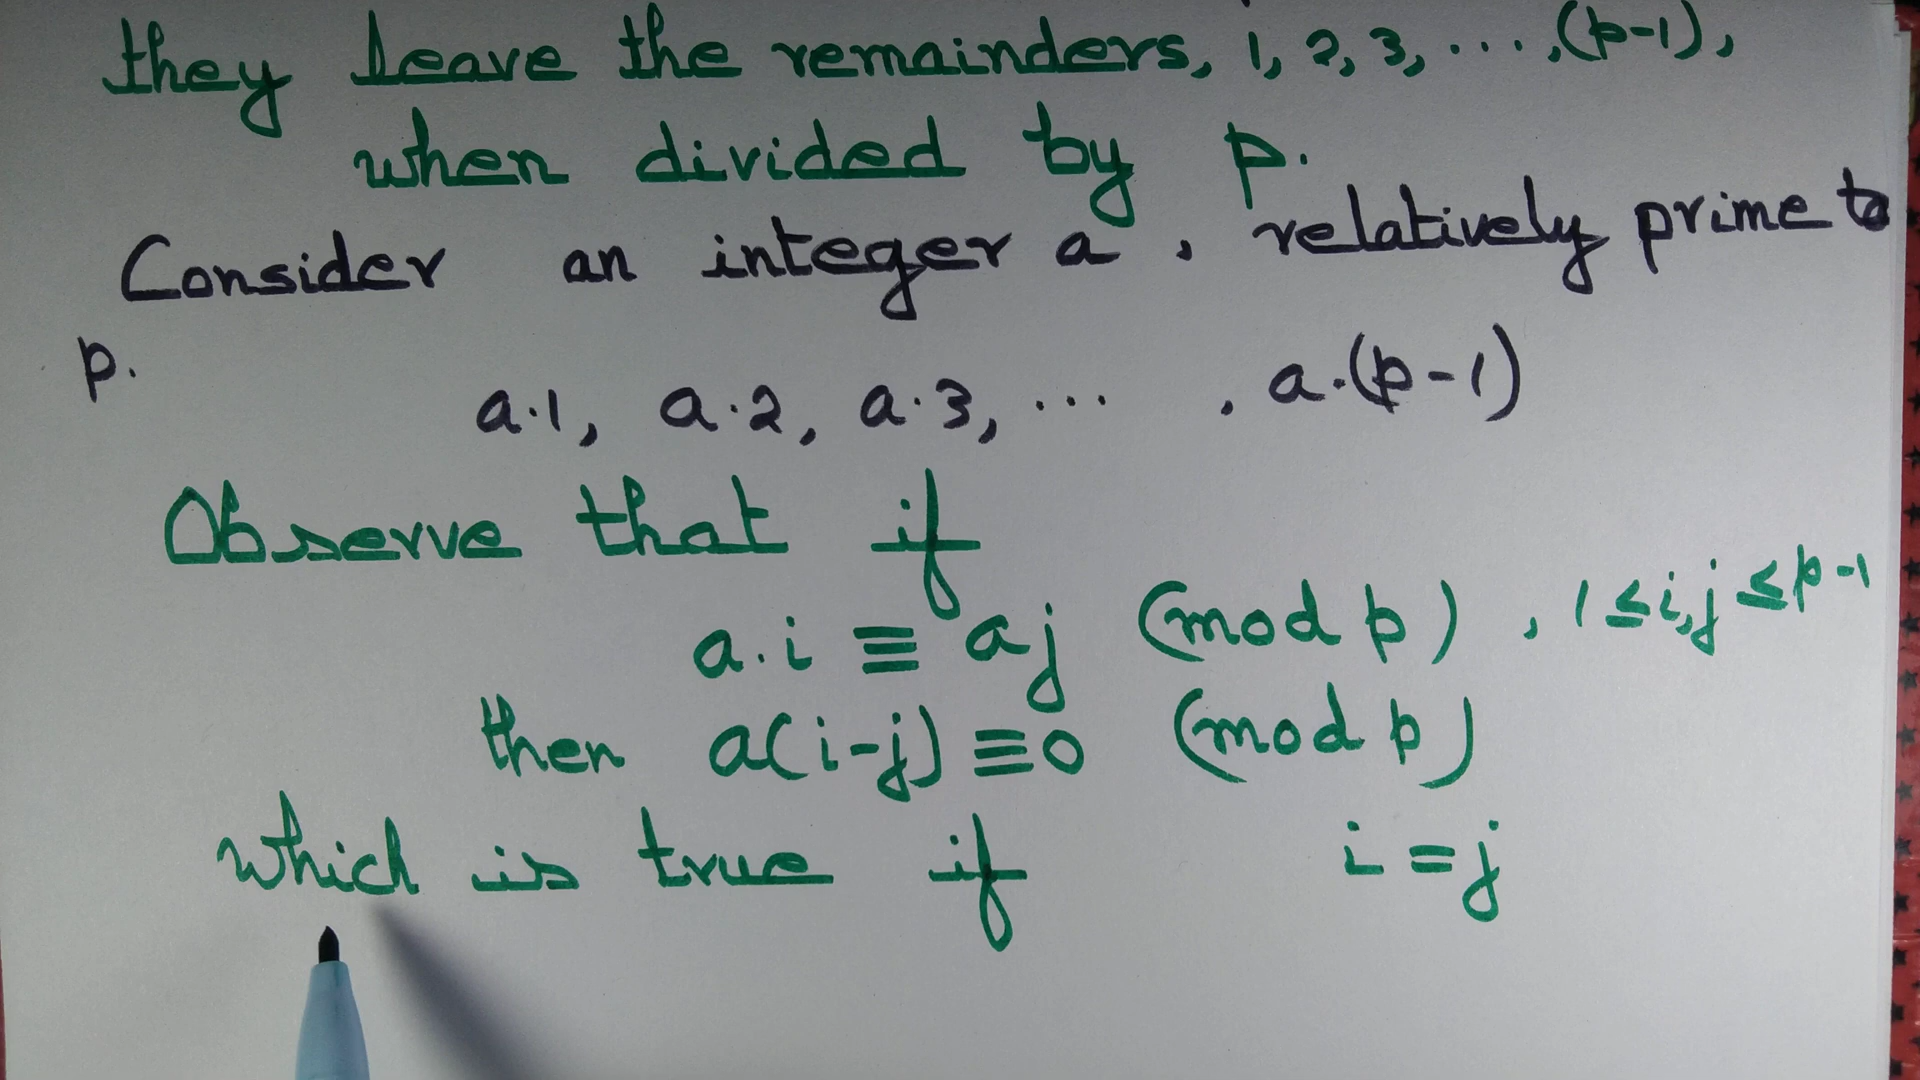 they leave the remainders, 1, 2, 3, ..., (p-1),
when divided by p.
Consider an integer a, relatively prime to
p.
a.1, a.2, a.3, ... , a.(p-1)
Observe that if
a.i ≡ aj (mod p), 1≤i,j≤p-1
then a(i-j)≡0 (mod p)
which is true if i=j